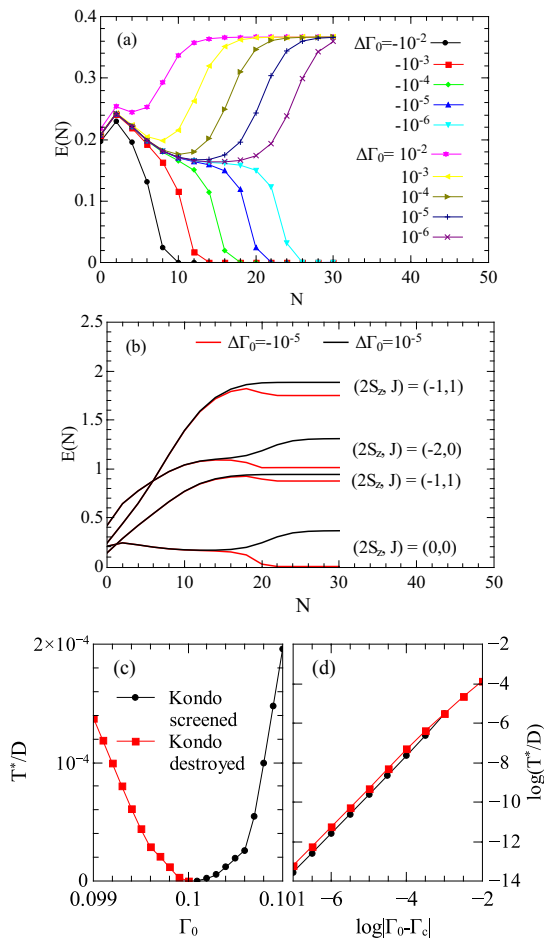 (a)
E(N)
0.4
0.3
0.2
0.1
0
0 10 20 30 40 50
N
ΔΓ₀=-10⁻²
-10⁻³
-10⁻⁴
-10⁻⁵
-10⁻⁶
ΔΓ₀= 10⁻²
10⁻³
10⁻⁴
10⁻⁵
10⁻⁶
(b)
ΔΓ₀=-10⁻⁵ ΔΓ₀=10⁻⁵
E(N)
2.5
2
1.5
1
0.5
0
(2S_z, J) = (-1,1)
(2S_z, J) = (-2,0)
(2S_z, J) = (-1,1)
(2S_z, J) = (0,0)
0 10 20 30 40 50
N
(c)
T*/D
2×10⁻⁴
10⁻⁴
0
Kondo
screened
Kondo
destroyed
0.099 0.1 0.101
Γ₀
(d)
-2
-4
-6
-8
-10
-12
-14
log(T*/D)
-6 -4 -2
log|Γ₀-Γ_c|